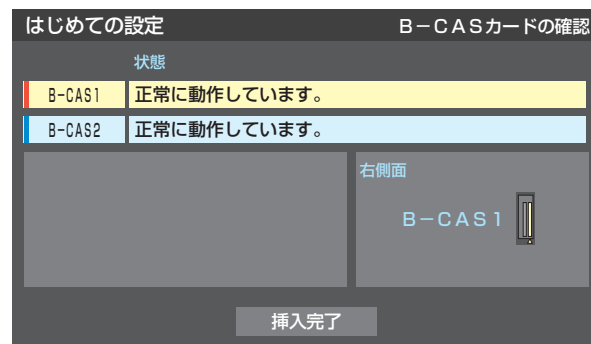 はじめての設定 B－CASカードの確認
状態
B-CAS1 正常に動作しています。
B-CAS2 正常に動作しています。
右側面
B－CAS1
挿入完了